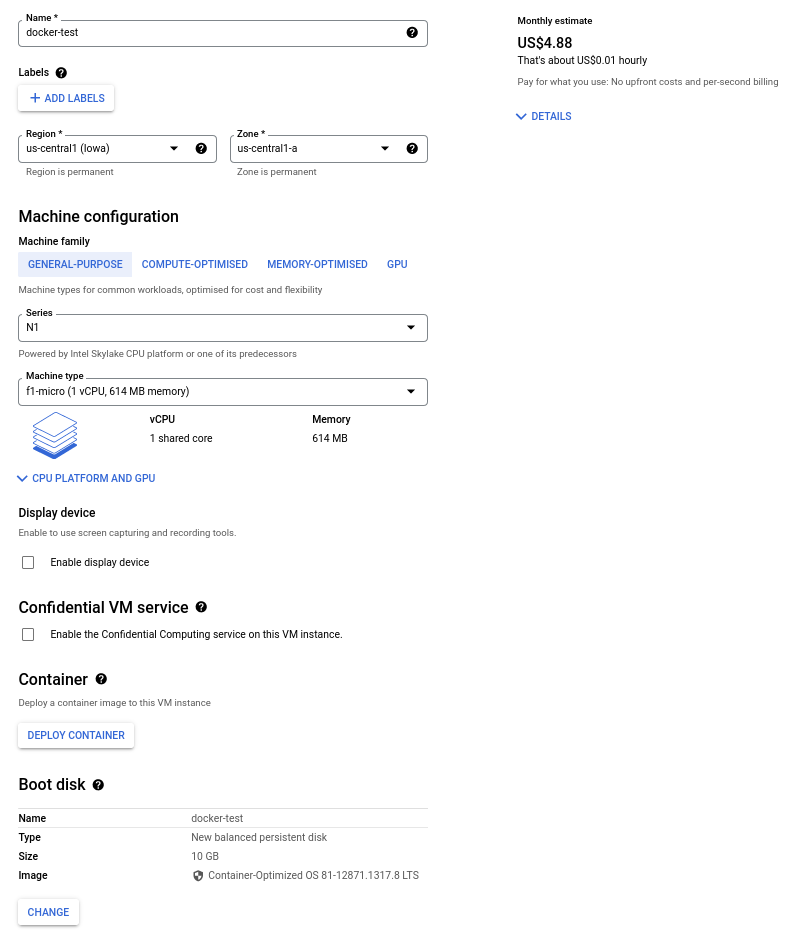 Name *
docker-test
Labels
ADD LABELS
Region *
us-central1 (Iowa)
Region is permanent
Zone *
us-central1-a
Zone is permanent
Machine configuration
Machine family
GENERAL-PURPOSE COMPUTE-OPTIMISED MEMORY-OPTIMISED GPU
Machine types for common workloads, optimised for cost and flexibility
Series
N1
Powered by Intel Skylake CPU platform or one of its predecessors
Machine type
f1-micro (1 vCPU, 614 MB memory)
vCPU Memory
1 shared core 614 MB
CPU PLATFORM AND GPU
Display device
Enable to use screen capturing and recording tools.
Enable display device
Confidential VM service
Enable the Confidential Computing service on this VM instance.
Container
Deploy a container image to this VM instance
DEPLOY CONTAINER
Boot disk
Name docker-test
Type New balanced persistent disk
Size 10 GB
Image Container-Optimized OS 81-12871.1317.8 LTS
CHANGE
Monthly estimate
US$4.88
That's about US$0.01 hourly
Pay for what you use: No upfront costs and per-second billing
DETAILS